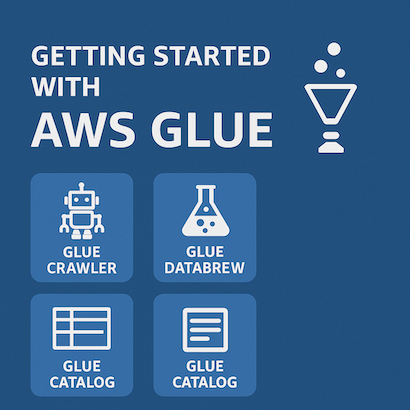 GETTING STARTED
WITH
AWS GLUE
GLUE
CRAWLER
GLUE
DATABREW
GLUE
CATALOG
GLUE
CATALOG